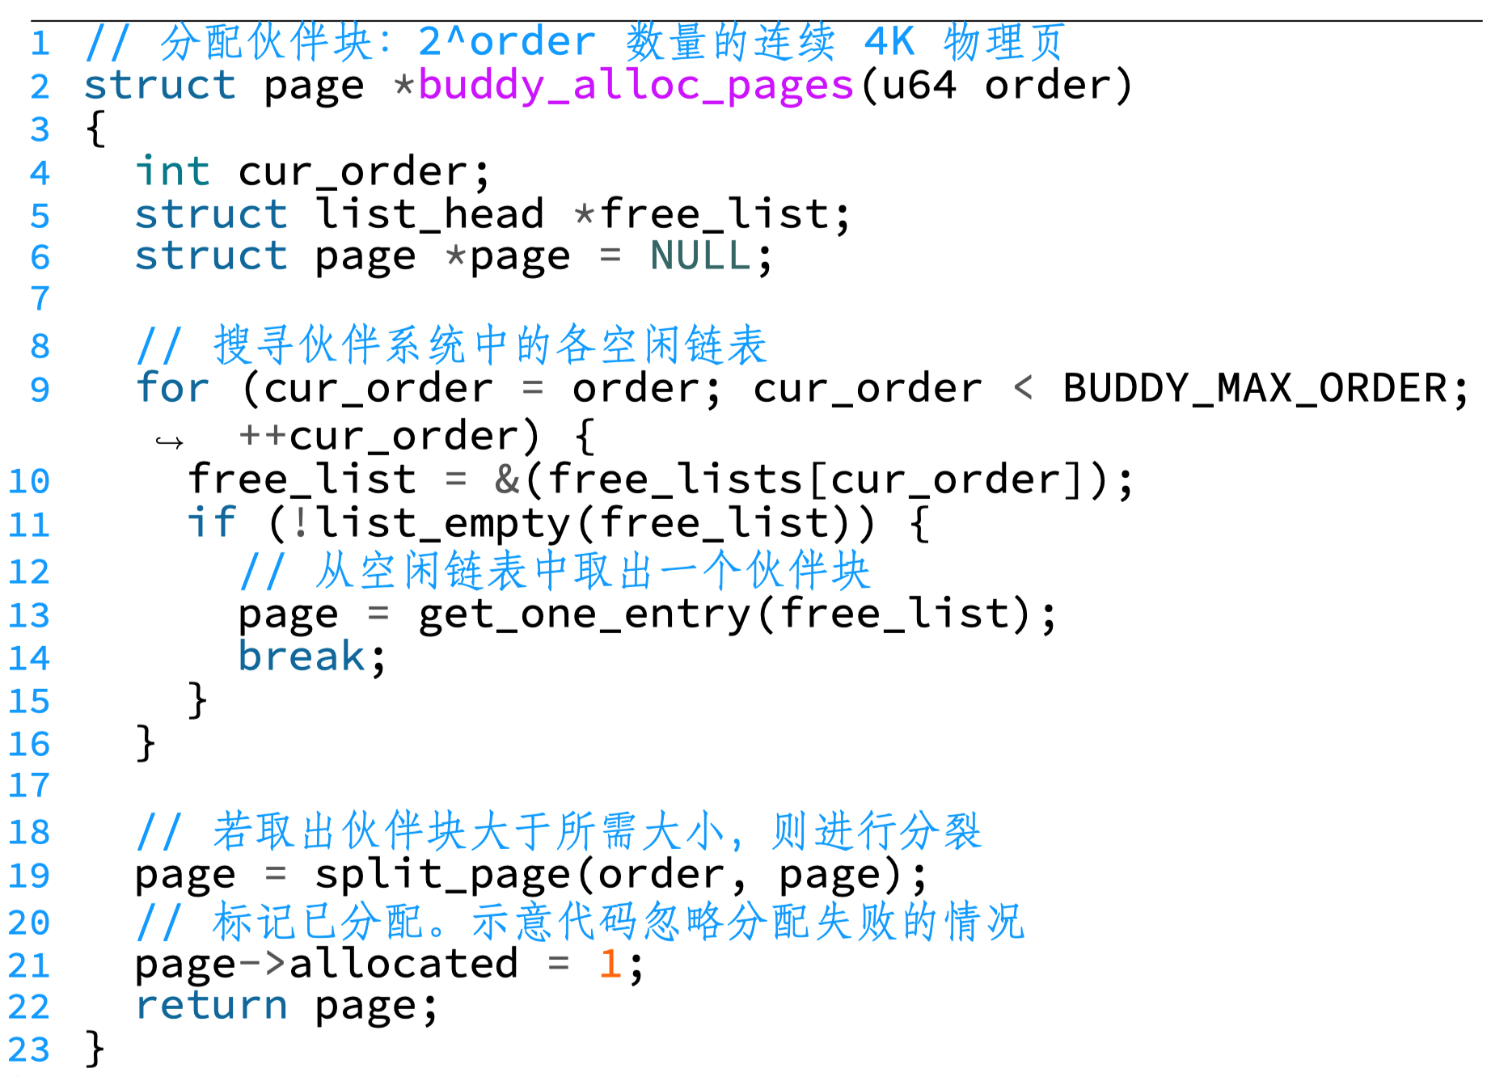 1 // 分配伙伴块：2^order 数量的连续 4K 物理页
2 struct page *buddy_alloc_pages(u64 order)
3 {
4   int cur_order;
5   struct list_head *free_list;
6   struct page *page = NULL;
7
8   // 搜寻伙伴系统中的各空闲链表
9   for (cur_order = order; cur_order < BUDDY_MAX_ORDER;
↪   ++cur_order) {
10     free_list = &(free_lists[cur_order]);
11     if (!list_empty(free_list)) {
12       // 从空闲链表中取出一个伙伴块
13       page = get_one_entry(free_list);
14       break;
15     }
16   }
17
18   // 若取出伙伴块大于所需大小，则进行分裂
19   page = split_page(order, page);
20   // 标记已分配。示意代码忽略分配失败的情况
21   page->allocated = 1;
22   return page;
23 }